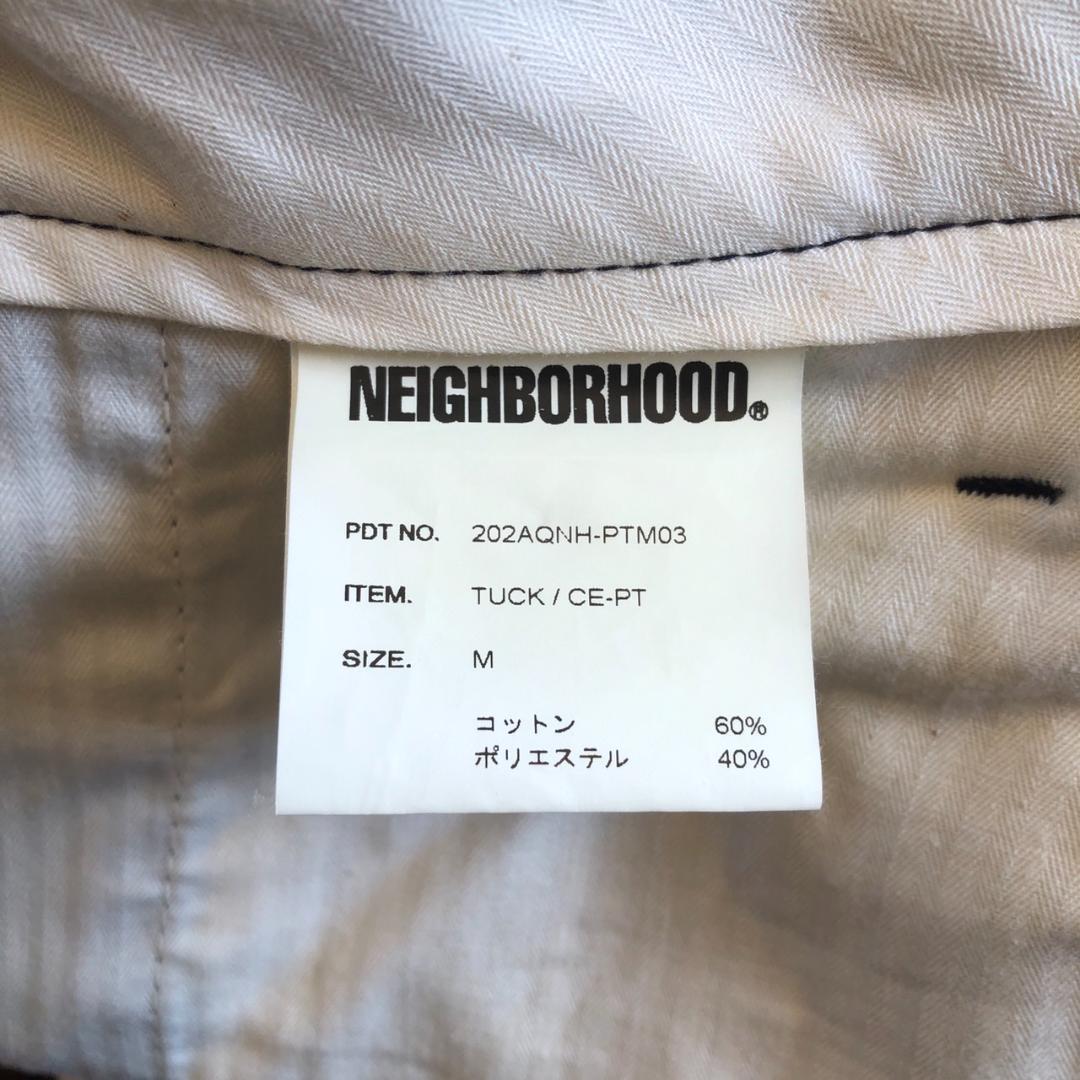 NEIGHBORHOOD®
PDT NO. 202AQNH-PTM03
ITEM. TUCK / CE-PT
SIZE. M
コットン 60%
ポリエステル 40%